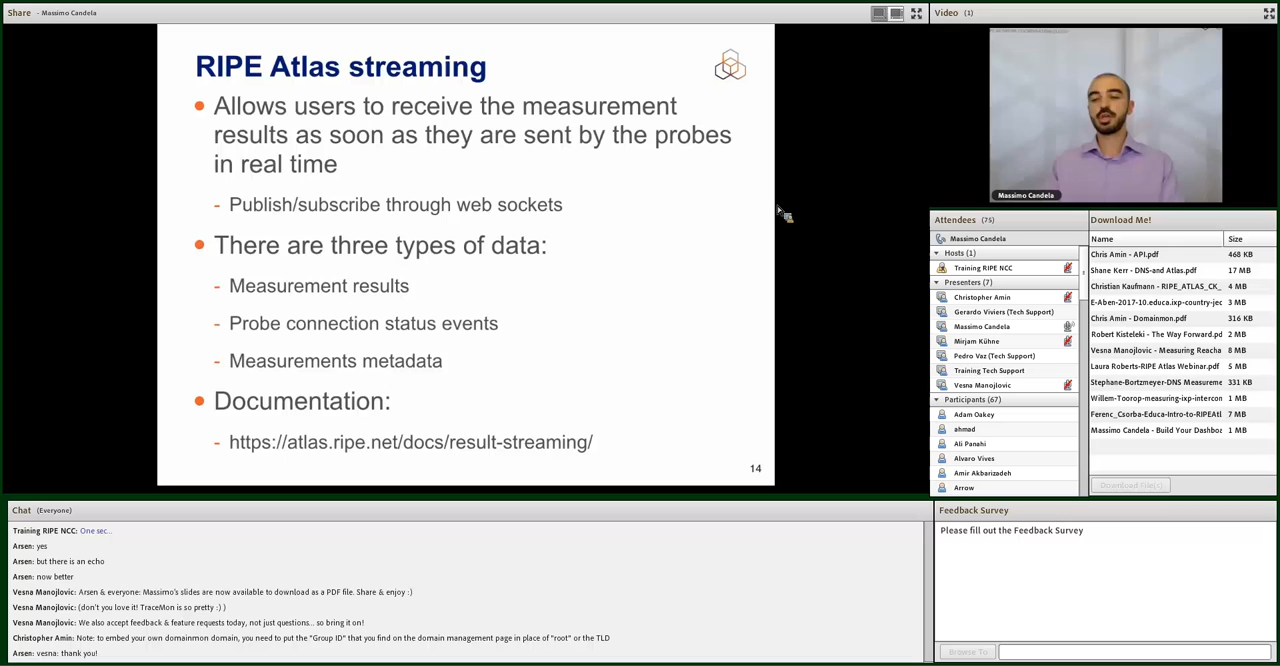 Share - Massimo Candela
RIPE Atlas streaming
Allows users to receive the measurement
results as soon as they are sent by the probes
in real time
- Publish/subscribe through web sockets
There are three types of data:
- Measurement results
- Probe connection status events
- Measurements metadata
Documentation:
- https://atlas.ripe.net/docs/result-streaming/
14
Video (1)
Massimo Candela
Attendees (75)
Massimo Candela
Hosts (1)
Training RIPE NCC
Presenters (7)
Christopher Amin
Gerardo Viviers (Tech Support)
Massimo Candela
Mirjam Kühne
Pedro Vaz (Tech Support)
Training Tech Support
Vesna Manojlovic
Participants (67)
Adam Oakey
ahmad
Ali Panahi
Alvaro Vives
Amir Akbarizadeh
Arrow
Download Me!
Name Size
Chris Amin - API.pdf 468 KB
Shane Kerr - DNS-and Atlas.pdf 17 MB
Christian Kaufmann - RIPE_ATLAS_CK_ 4 MB
E-Aben-2017-10.educa.ixp-country-jed 3 MB
Chris Amin - Domainmon.pdf 316 KB
Robert Kisteleki - The Way Forward.pd 2 MB
Vesna Manojlovic - Measuring Reacha 8 MB
Laura Roberts-RIPE Atlas Webinar.pdf 5 MB
Stephane-Bortzmeyer-DNS Measureme 331 KB
Willem-Toorop-measuring-ixp-intercon 1 MB
Ferenc_Csorba-Educa-Intro-to-RIPEAtl 7 MB
Massimo Candela - Build Your Dashboa 1 MB
Download File(s)
Chat (Everyone)
Training RIPE NCC: One sec...
Arsen: yes
Arsen: but there is an echo
Arsen: now better
Vesna Manojlovic: Arsen & everyone: Massimo's slides are now available to download as a PDF file. Share & enjoy :)
Vesna Manojlovic: (don't you love it! TraceMon is so pretty :) )
Vesna Manojlovic: We also accept feedback & feature requests today, not just questions... so bring it on!
Christopher Amin: Note: to embed your own domainmon domain, you need to put the "Group ID" that you find on the domain management page in place of "root" or the TLD
Arsen: vesna: thank you!
Feedback Survey
Please fill out the Feedback Survey
Browse To